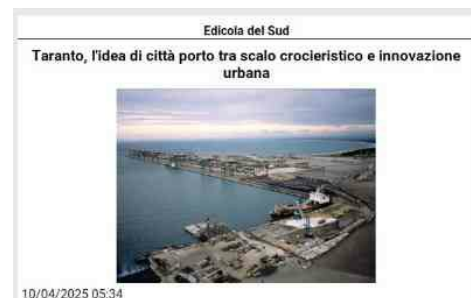 Edicola del Sud
Taranto, l'idea di città porto tra scalo crocieristico e innovazione
urbana
10/04/2025 05:34